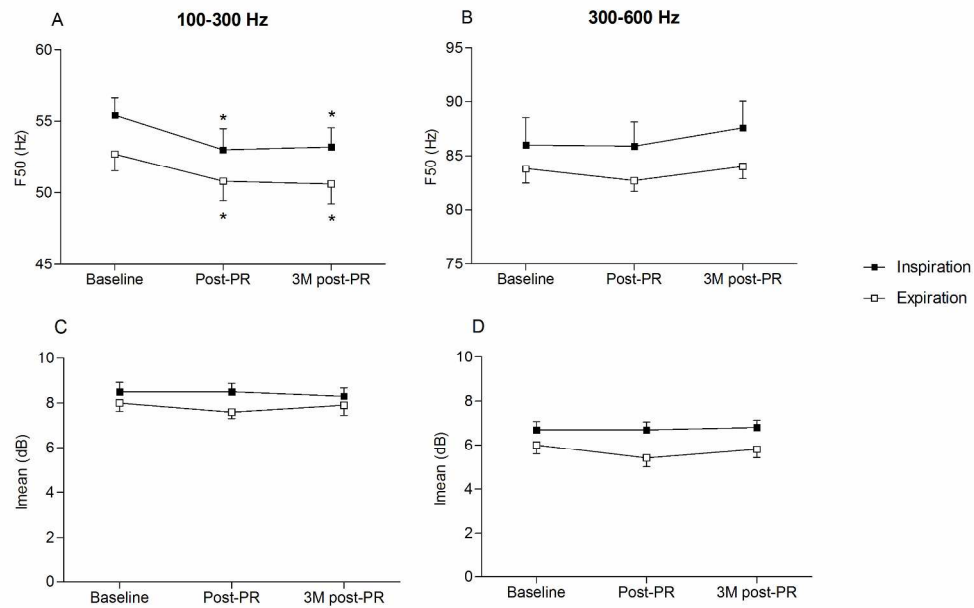 A
100-300 Hz
60
55
50
45
F50 (Hz)
*
*
*
*
Baseline
Post-PR
3M post-PR
B
300-600 Hz
95
90
85
80
75
F50 (Hz)
Baseline
Post-PR
3M post-PR
Inspiration
Expiration
C
10
8
6
4
2
0
Imean (dB)
Baseline
Post-PR
3M post-PR
D
10
8
6
4
2
0
Imean (dB)
Baseline
Post-PR
3M post-PR